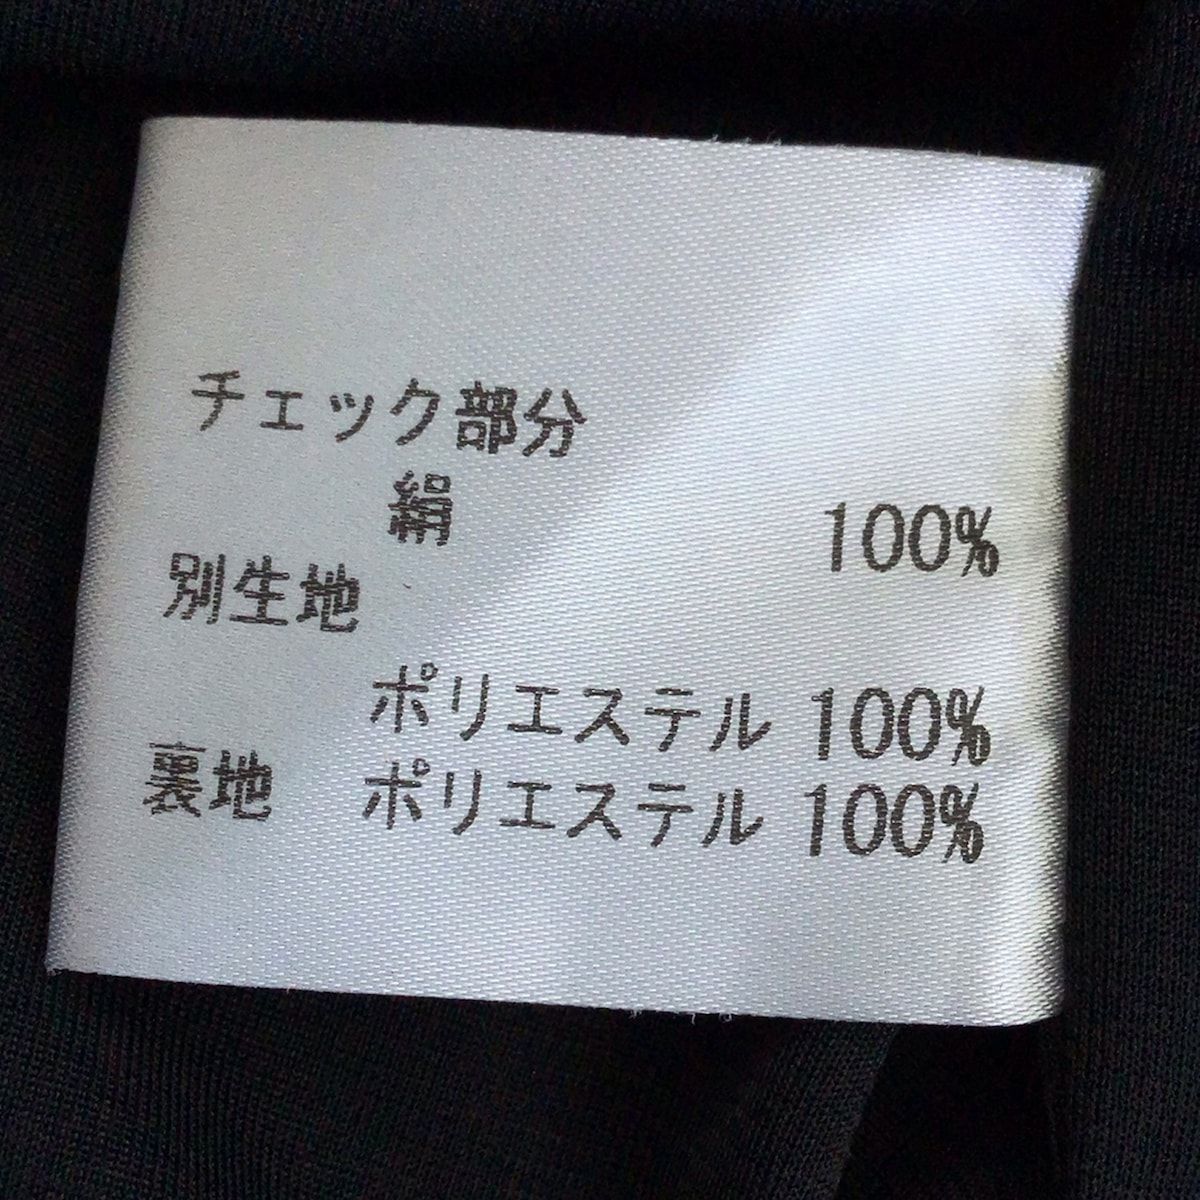 チェック部分
絹 100%
別生地
ポリエステル 100%
裏地 ポリエステル 100%